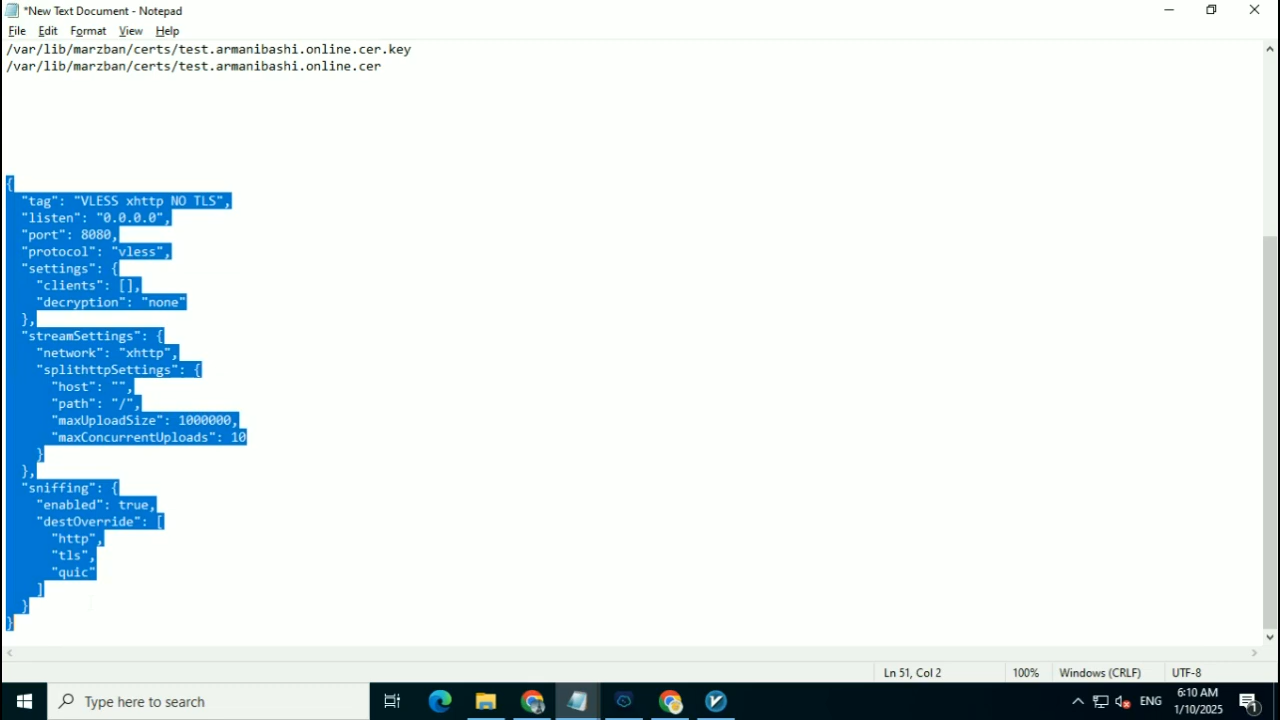 *New Text Document - Notepad
File Edit Format View Help
/var/lib/marzban/certs/test.armanibashi.online.cer.key
/var/lib/marzban/certs/test.armanibashi.online.cer
{
  "tag": "VLESS xhttp NO TLS",
  "listen": "0.0.0.0",
  "port": 8080,
  "protocol": "vless",
  "settings": {
    "clients": [],
    "decryption": "none"
  },
  "streamSettings": {
    "network": "xhttp",
    "splithttpSettings": {
      "host": "",
      "path": "/",
      "maxUploadSize": 1000000,
      "maxConcurrentUploads": 10
    }
  },
  "sniffing": {
    "enabled": true,
    "destOverride": [
      "http",
      "tls",
      "quic"
    ]
  }
}
Ln 51, Col 2 100% Windows (CRLF) UTF-8
Type here to search
ENG
6:10 AM
1/10/2025
1